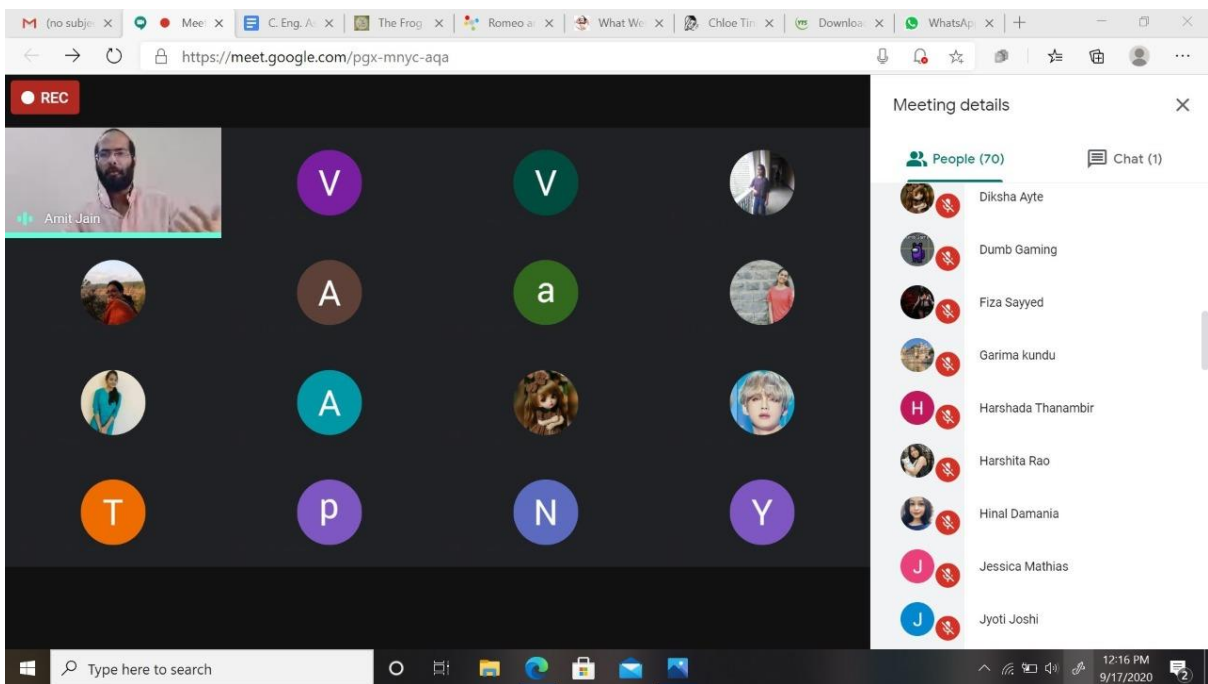 M (no subje
Mee
C. Eng. A
The Frog
Romeo a
What We
Chloe Tin
Downloa
WhatsAp
https://meet.google.com/pgx-mnyc-aqa
REC
Amit Jain
V
V
A
a
A
T
p
N
Y
Meeting details
People (70)
Chat (1)
Diksha Ayte
Dumb Gaming
Fiza Sayyed
Garima kundu
H
Harshada Thanambir
Harshita Rao
Hinal Damania
J
Jessica Mathias
J
Jyoti Joshi
Type here to search
12:16 PM
9/17/2020
2